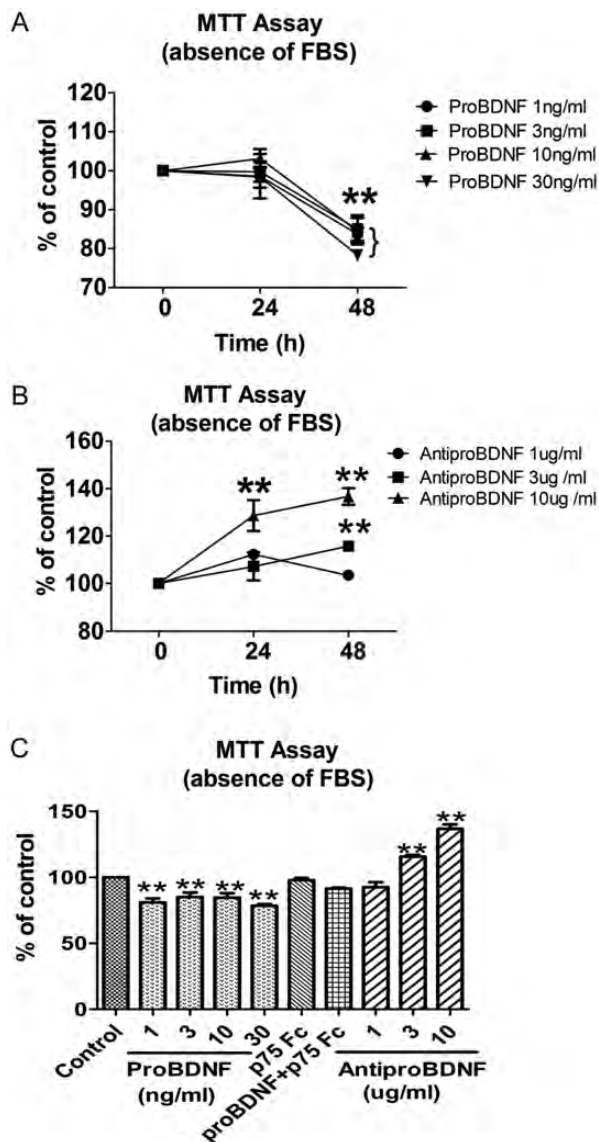 A
MTT Assay
(absence of FBS)
120
110
100
90
80
70
% of control
**
}
0 24 48
Time (h)
ProBDNF 1ng/ml
ProBDNF 3ng/ml
ProBDNF 10ng/ml
ProBDNF 30ng/ml
B
MTT Assay
(absence of FBS)
160
140
120
100
80
% of control
** **
**
0 24 48
Time (h)
AntiproBDNF 1ug/ml
AntiproBDNF 3ug /ml
AntiproBDNF 10ug /ml
C
MTT Assay
(absence of FBS)
150
100
50
0
% of control
** ** ** ** ** **
Control 1 3 10 30 p75 Fc proBDNF+p75 Fc 1 3 10
ProBDNF AntiproBDNF
(ng/ml) (ug/ml)